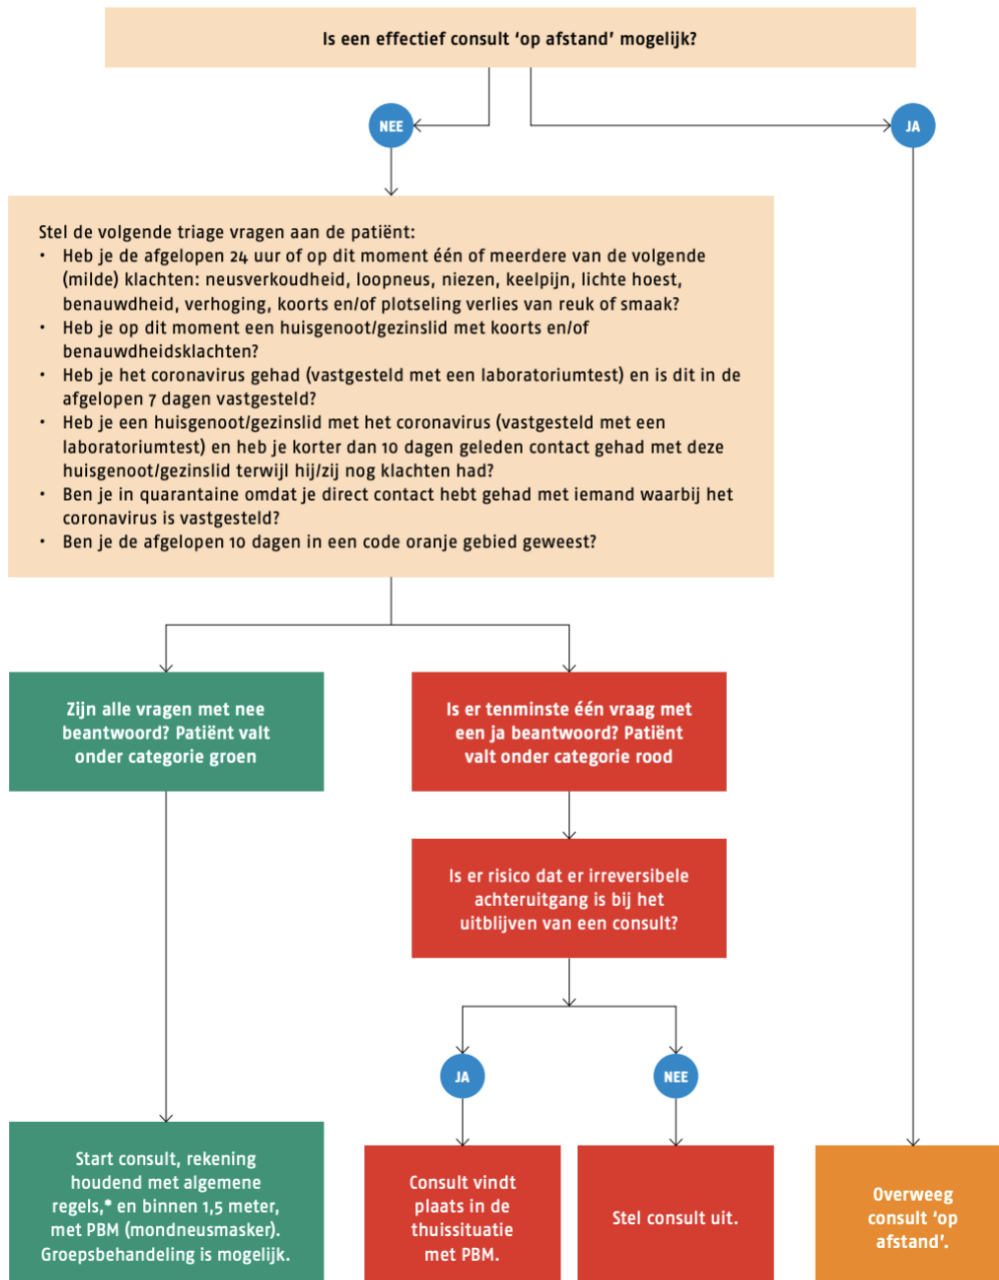 Is een effectief consult ‘op afstand’ mogelijk?
NEE
JA
Stel de volgende triage vragen aan de patiënt:
• Heb je de afgelopen 24 uur of op dit moment één of meerdere van de volgende
(milde) klachten: neusverkoudheid, loopneus, niezen, keelpijn, lichte hoest,
benauwdheid, verhoging, koorts en/of plotseling verlies van reuk of smaak?
• Heb je op dit moment een huisgenoot/gezinslid met koorts en/of
benauwdheidsklachten?
• Heb je het coronavirus gehad (vastgesteld met een laboratoriumtest) en is dit in de
afgelopen 7 dagen vastgesteld?
• Heb je een huisgenoot/gezinslid met het coronavirus (vastgesteld met een
laboratoriumtest) en heb je korter dan 10 dagen geleden contact gehad met deze
huisgenoot/gezinslid terwijl hij/zij nog klachten had?
• Ben je in quarantaine omdat je direct contact hebt gehad met iemand waarbij het
coronavirus is vastgesteld?
• Ben je de afgelopen 10 dagen in een code oranje gebied geweest?
Zijn alle vragen met nee
beantwoord? Patiënt valt
onder categorie groen
Is er tenminste één vraag met
een ja beantwoord? Patiënt
valt onder categorie rood
Is er risico dat er irreversibele
achteruitgang is bij het
uitblijven van een consult?
JA
NEE
Start consult, rekening
houdend met algemene
regels,* en binnen 1,5 meter,
met PBM (mondneusmasker).
Groepsbehandeling is mogelijk.
Consult vindt
plaats in de
thuissituatie
met PBM.
Stel consult uit.
Overweeg
consult ‘op
afstand’.